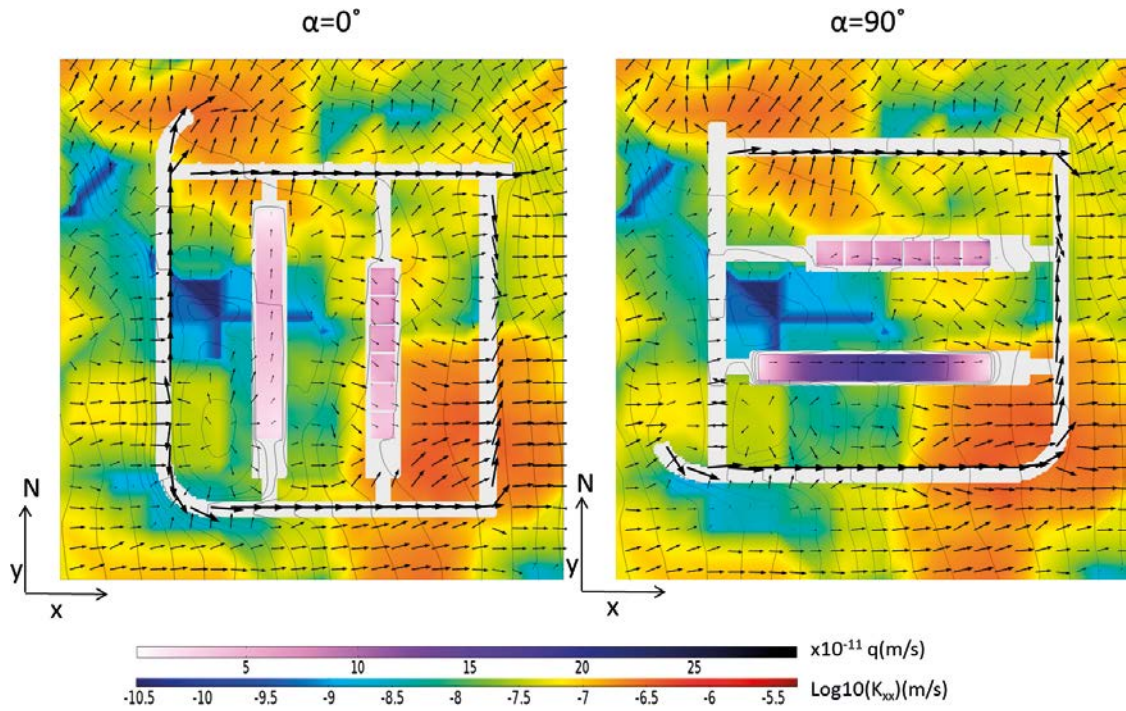 α=0° α=90°
N N
y y
x x
5 10 15 20 25 x10⁻¹¹ q(m/s)
-10.5 -10 -9.5 -9 -8.5 -8 -7.5 -7 -6.5 -6 -5.5 Log10(Kₓₓ)(m/s)